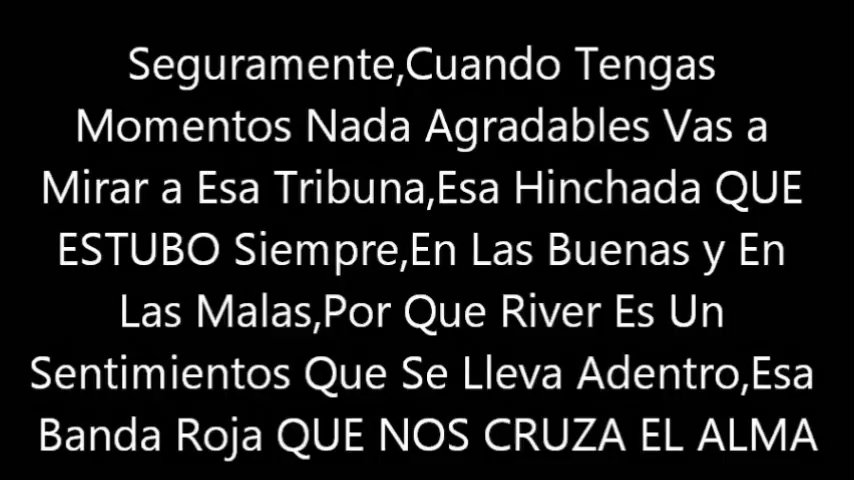 Seguramente,Cuando Tengas
Momentos Nada Agradables Vas a
Mirar a Esa Tribuna,Esa Hinchada QUE
ESTUBO Siempre,En Las Buenas y En
Las Malas,Por Que River Es Un
Sentimientos Que Se Lleva Adentro,Esa
Banda Roja QUE NOS CRUZA EL ALMA